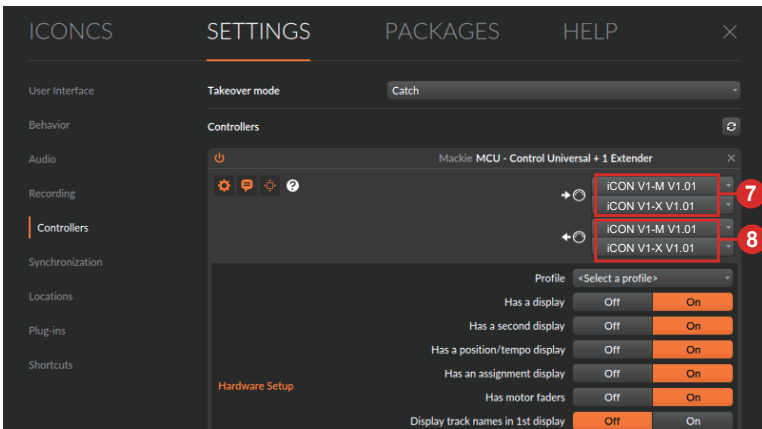 ICONCS SETTINGS PACKAGES HELP
User Interface
Behavior
Audio
Recording
Controllers
Synchronization
Locations
Plug-ins
Shortcuts
Takeover mode Catch
Controllers
Mackie MCU - Control Universal + 1 Extender
?
iCON V1-M V1.01
iCON V1-X V1.01
7
iCON V1-M V1.01
iCON V1-X V1.01
8
Profile <Select a profile>
Hardware Setup
Has a display Off On
Has a second display Off On
Has a position/tempo display Off On
Has an assignment display Off On
Has motor faders Off On
Display track names in 1st display Off On